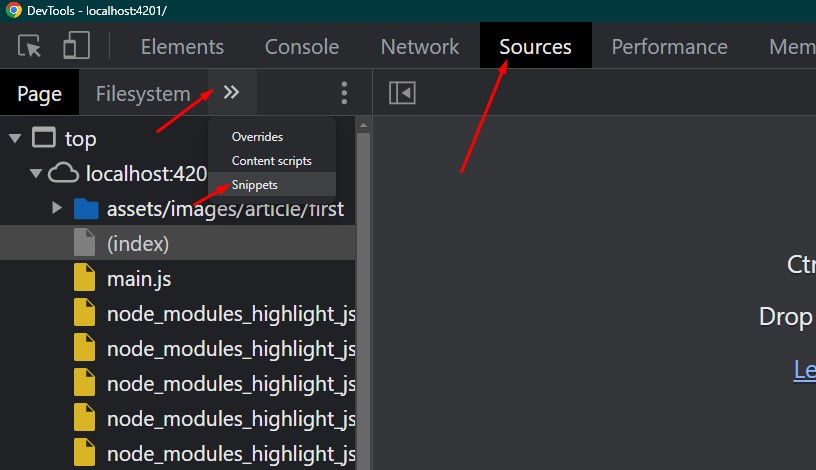 DevTools - localhost:4201/
Elements Console Network Sources Performance Mem
Page Filesystem
top
Overrides
Content scripts
localhost:420
Snippets
assets/images/article/first
(index)
Ctr
main.js
node_modules_highlight_js
Drop
node_modules_highlight_js
Le
node_modules_highlight_js
node_modules_highlight_js
node_modules_highlight_js